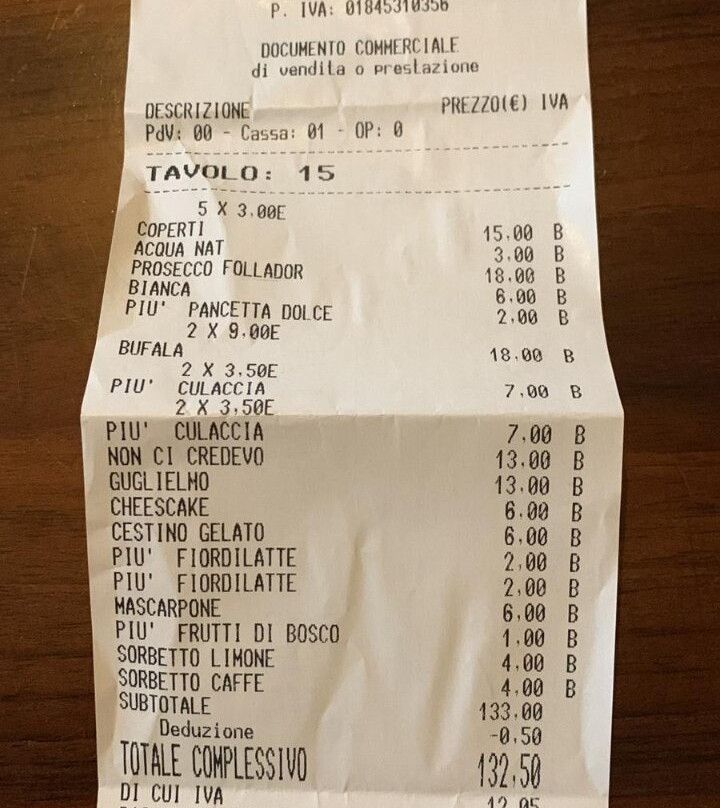 P. IVA: 01845310356
DOCUMENTO COMMERCIALE
di vendita o prestazione
DESCRIZIONE PREZZO(€) IVA
PdV: 00 - Cassa: 01 - OP: 0
TAVOLO: 15
5 X 3,00E
COPERTI 15,00 B
ACQUA NAT 3,00 B
PROSECCO FOLLADOR 18,00 B
BIANCA 6,00 B
PIU' PANCETTA DOLCE 2,00 B
2 X 9,00E
BUFALA 18,00 B
2 X 3,50E
PIU' CULACCIA 7,00 B
2 X 3,50E
PIU' CULACCIA 7,00 B
NON CI CREDEVO 13,00 B
GUGLIELMO 13,00 B
CHEESCAKE 6,00 B
CESTINO GELATO 6,00 B
PIU' FIORDILATTE 2,00 B
PIU' FIORDILATTE 2,00 B
MASCARPONE 6,00 B
PIU' FRUTTI DI BOSCO 1,00 B
SORBETTO LIMONE 4,00 B
SORBETTO CAFFE 4,00 B
SUBTOTALE 133,00
Deduzione -0,50
TOTALE COMPLESSIVO 132,50
DI CUI IVA 12,05